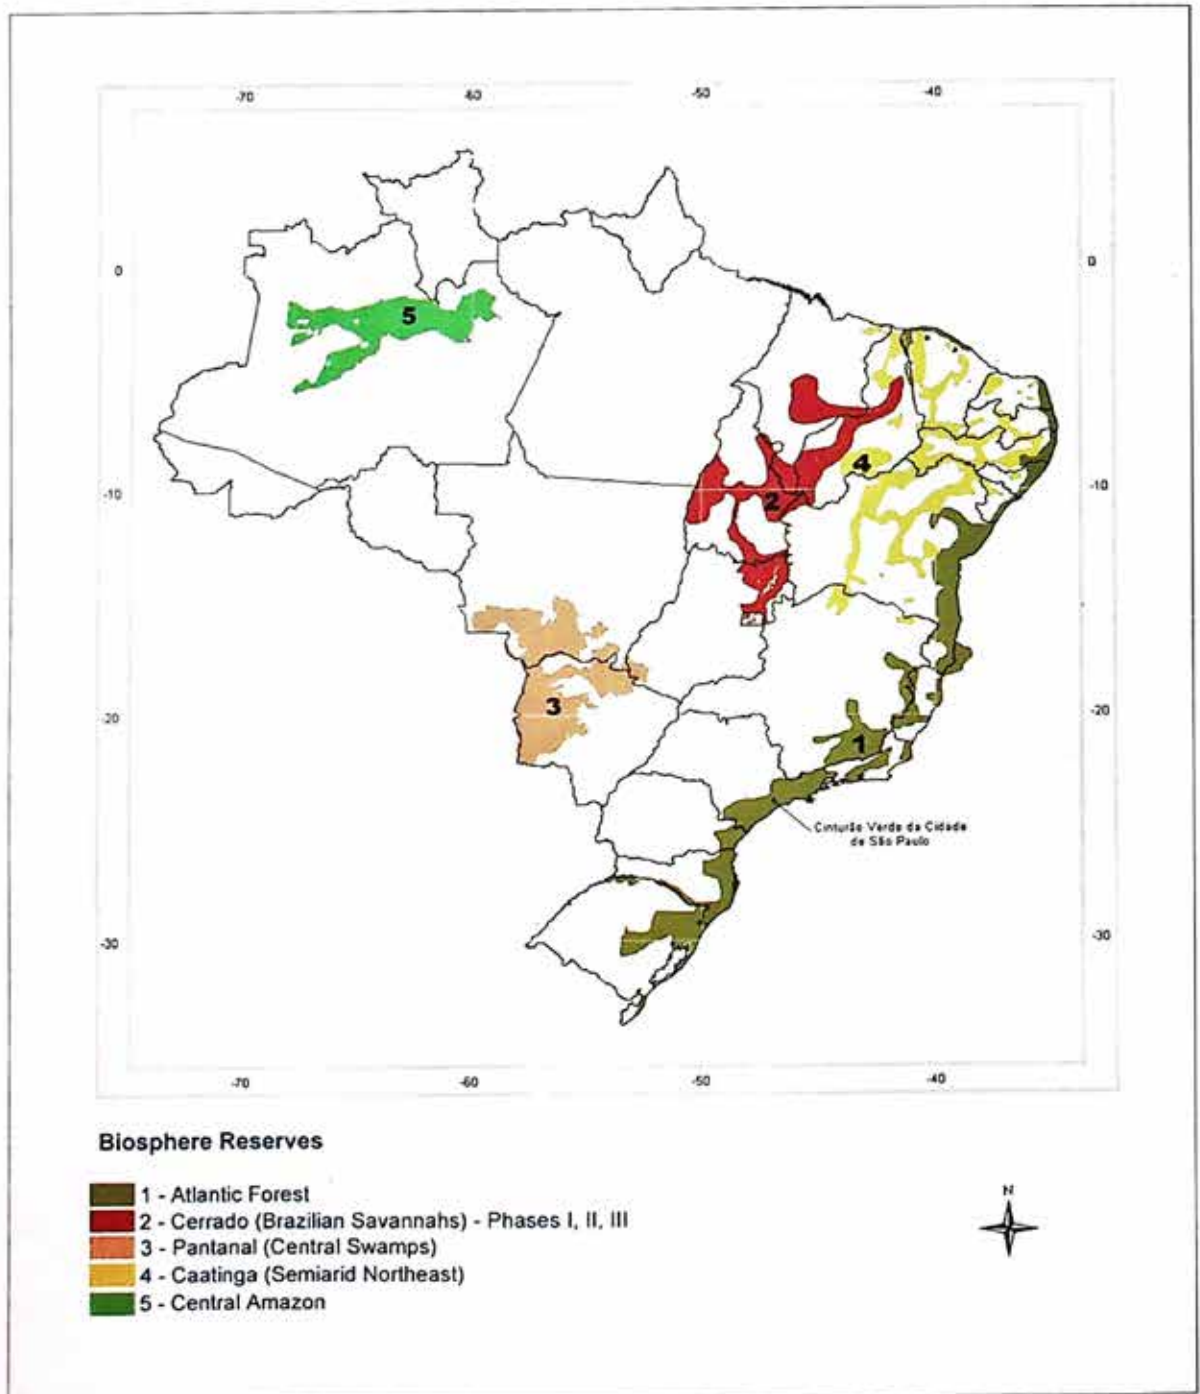 -70 -60 -50 -40
0 0
5
4
-10 -10
2
3
-20 -20
1
Cinturão Verde da Cidade
de São Paulo
-30 -30
-70 -60 -50 -40
Biosphere Reserves
1 - Atlantic Forest
2 - Cerrado (Brazilian Savannahs) - Phases I, II, III
3 - Pantanal (Central Swamps)
4 - Caatinga (Semiarid Northeast)
5 - Central Amazon
N